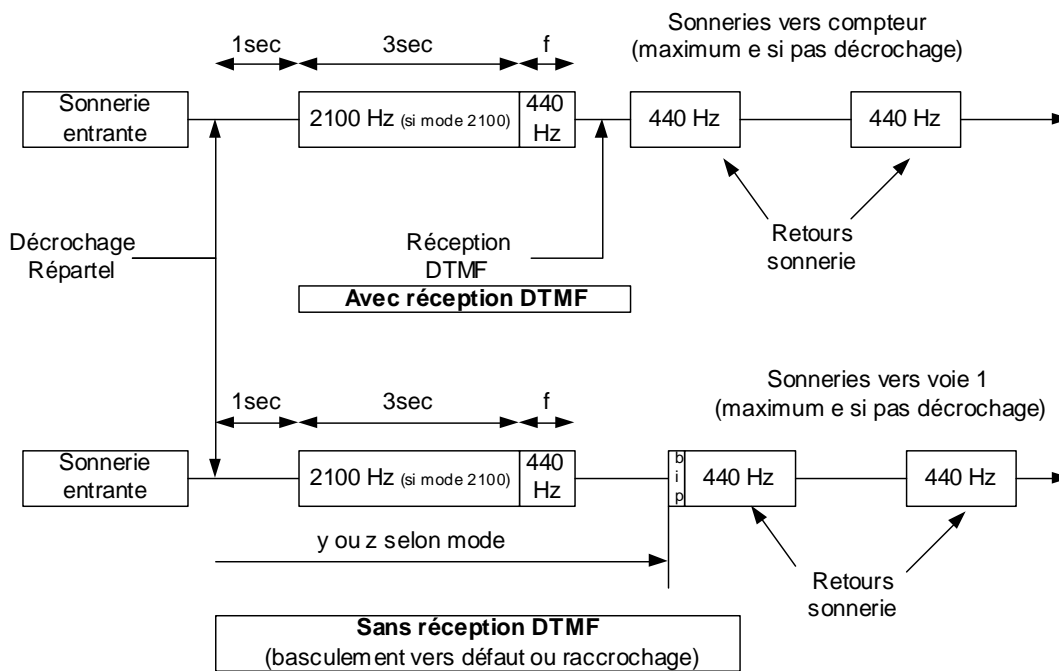 Sonneries vers compteur
(maximum e si pas décrochage)
1sec
3sec
f
Sonnerie
entrante
2100 Hz (si mode 2100)
440
Hz
440 Hz
440 Hz
Décrochage
Répartel
Réception
DTMF
Retours
sonnerie
Avec réception DTMF
Sonneries vers voie 1
(maximum e si pas décrochage)
1sec
3sec
f
Sonnerie
entrante
2100 Hz (si mode 2100)
440
Hz
b
i
p
440 Hz
440 Hz
y ou z selon mode
Retours
sonnerie
Sans réception DTMF
(basculement vers défaut ou raccrochage)